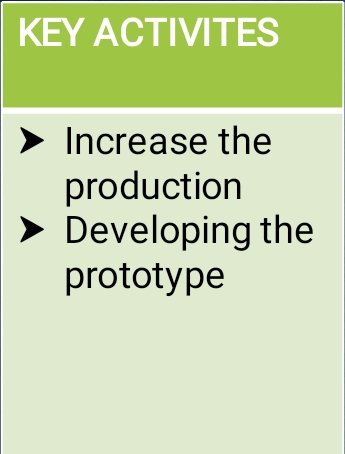 KEY ACTIVITES
➤ Increase the
production
➤ Developing the
prototype